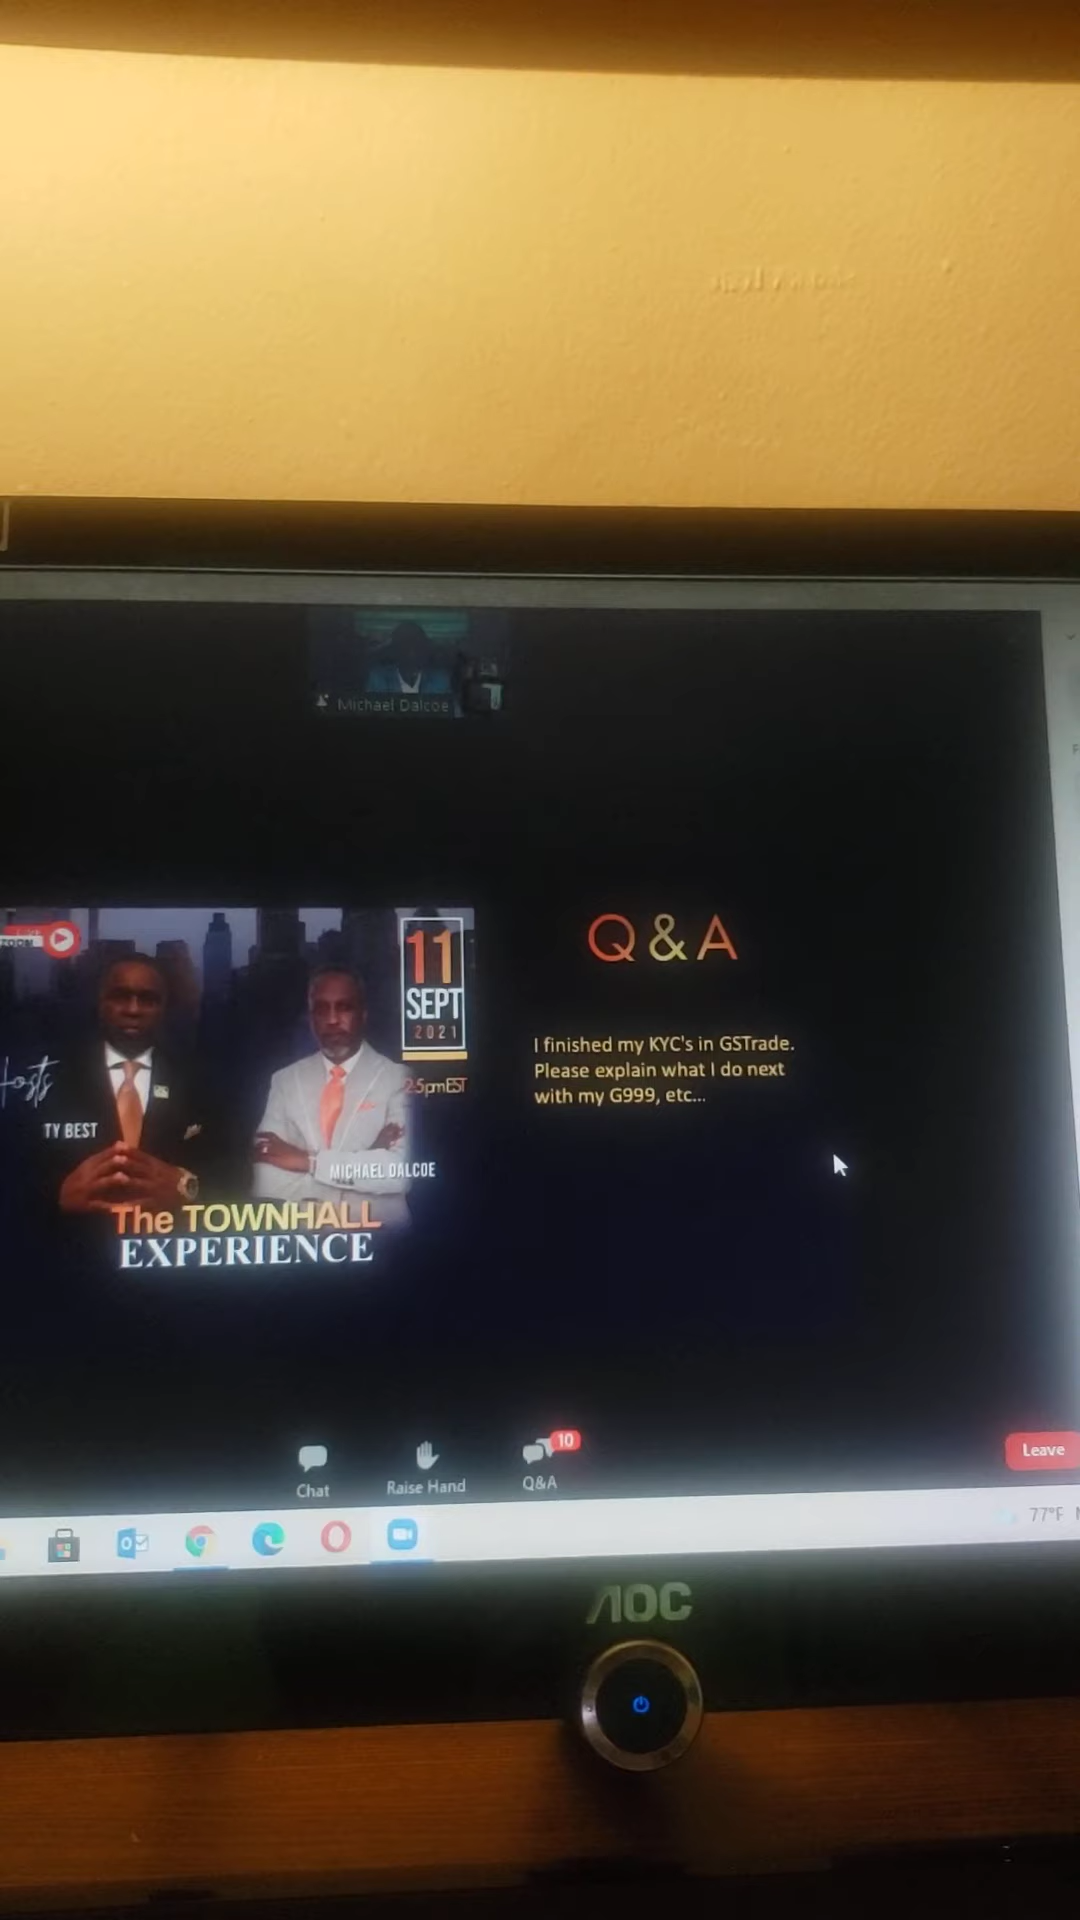 Michael Dalcoe
11
SEPT
2021
2-5pmEST
Hosts
TY BEST
MICHAEL DALCOE
The TOWNHALL
EXPERIENCE
Q&A
I finished my KYC's in GSTrade.
Please explain what I do next
with my G999, etc...
Chat
Raise Hand
10
Q&A
Leave
77°F
AOC